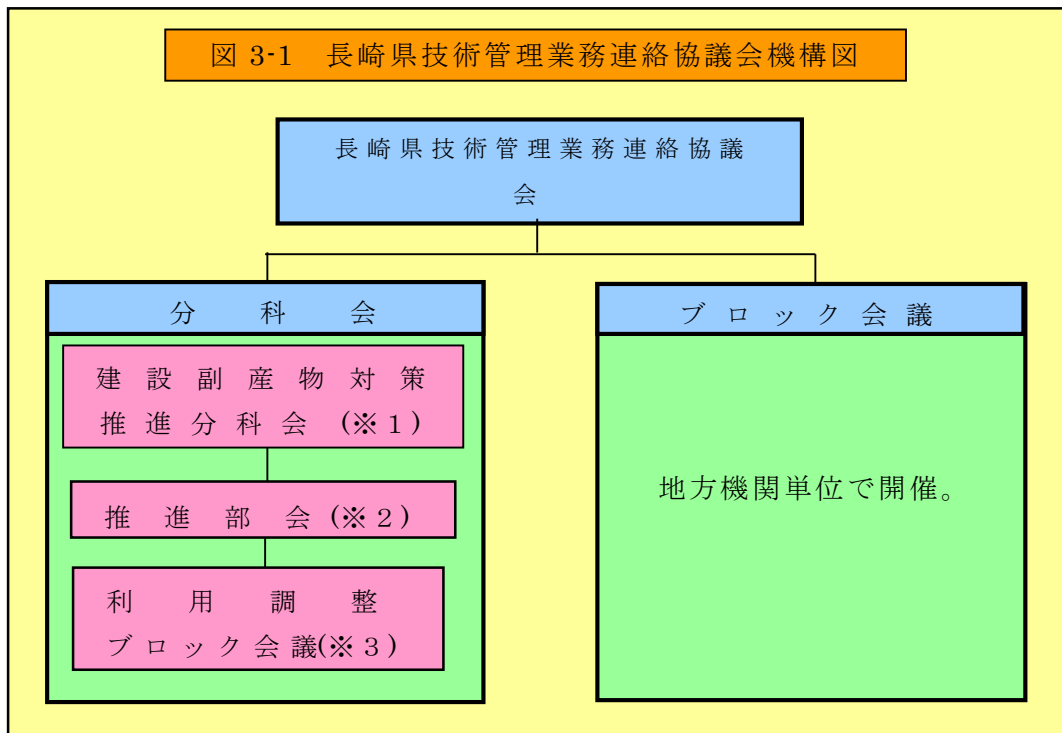 図 3-1 長崎県技術管理業務連絡協議会機構図
長崎県技術管理業務連絡協議
会
分科会
建設副産物対策
推進分科会(※1)
推進部会(※2)
利用調整
ブロック会議(※3)
ブロック会議
地方機関単位で開催。